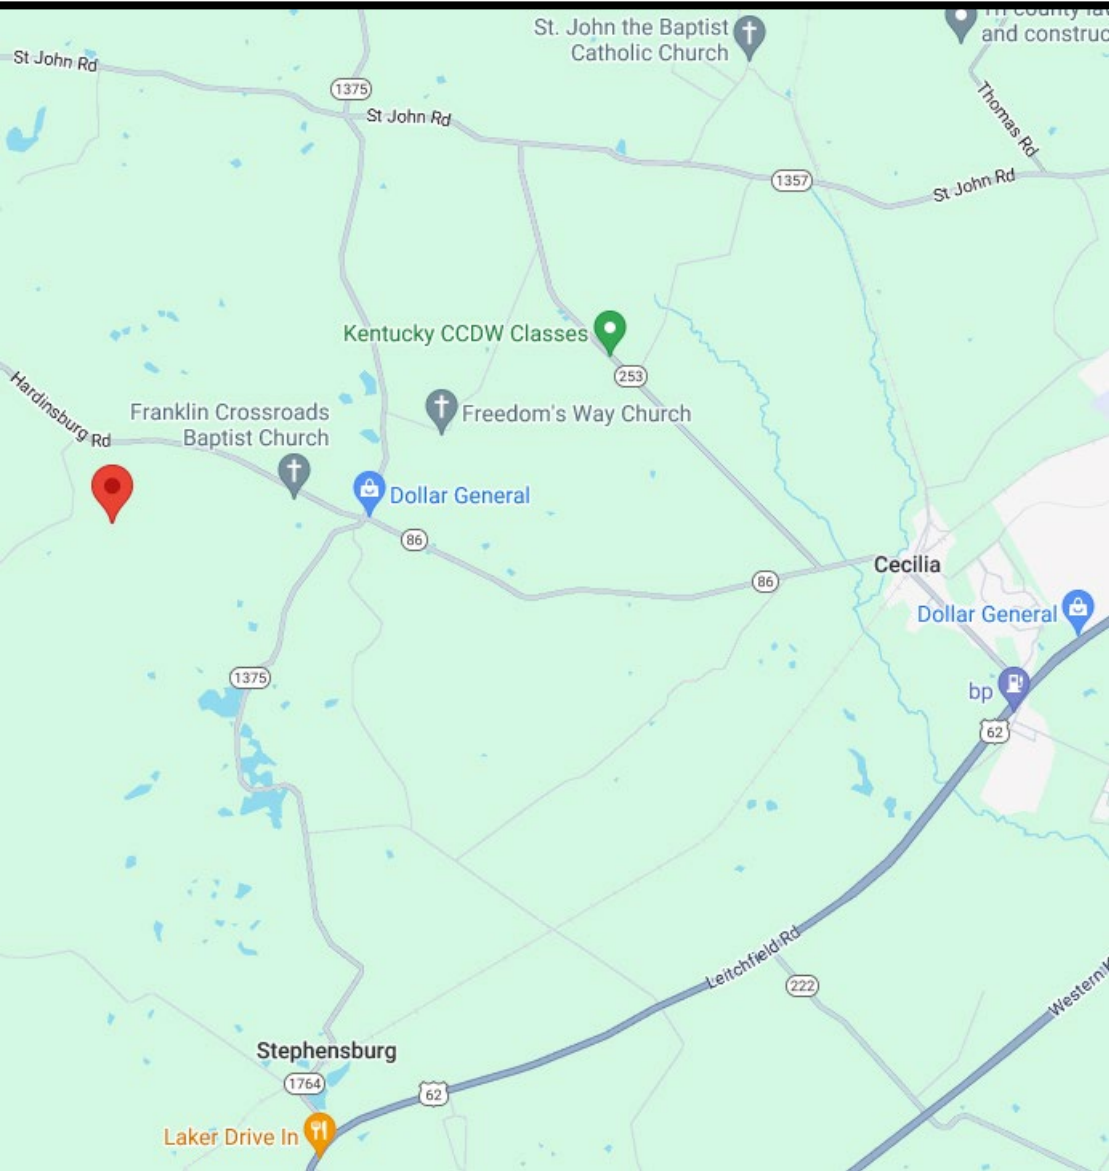 St. John the Baptist
Catholic Church
and construc
St John Rd
1375
St John Rd
Thomas Rd
1357
St John Rd
Kentucky CCDW Classes
253
Hardinsburg Rd
Franklin Crossroads
Baptist Church
Freedom's Way Church
Dollar General
86
Cecilia
86
Dollar General
1375
bp
62
Leitchfield Rd
222
Western K
Stephensburg
1764
62
Laker Drive In